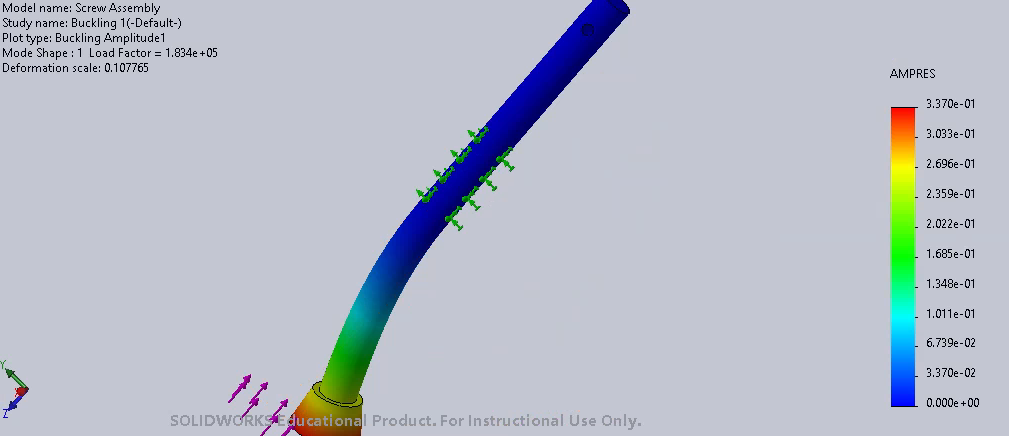 Model name: Screw Assembly
Study name: Buckling 1(-Default-)
Plot type: Buckling Amplitude1
Mode Shape : 1 Load Factor = 1.834e+05
Deformation scale: 0.107765
AMPRES
3.370e-01
3.033e-01
2.696e-01
2.359e-01
2.022e-01
1.685e-01
1.348e-01
1.011e-01
6.739e-02
3.370e-02
0.000e+00
Y
Z
SOLIDWORKS Educational Product. For Instructional Use Only.